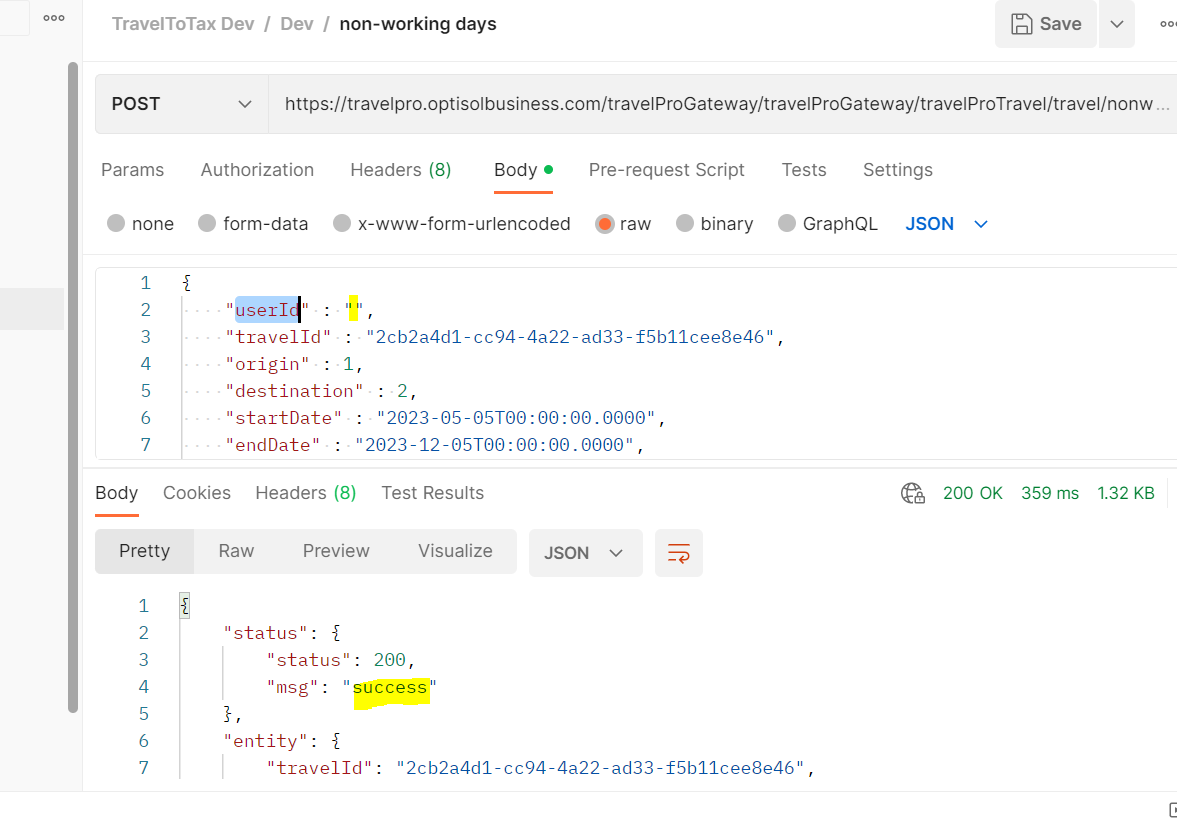 TravelToTax Dev / Dev / non-working days
Save
POST https://travelpro.optisolbusiness.com/travelProGateway/travelProGateway/travelProTravel/travel/nonw...
Params Authorization Headers (8) Body Pre-request Script Tests Settings
none form-data x-www-form-urlencoded raw binary GraphQL JSON
1 {
2 "userId" : "",
3 "travelId" : "2cb2a4d1-cc94-4a22-ad33-f5b11cee8e46",
4 "origin" : 1,
5 "destination" : 2,
6 "startDate" : "2023-05-05T00:00:00.0000",
7 "endDate" : "2023-12-05T00:00:00.0000",
Body Cookies Headers (8) Test Results 200 OK 359 ms 1.32 KB
Pretty Raw Preview Visualize JSON
1 {
2 "status": {
3 "status": 200,
4 "msg": "success"
5 },
6 "entity": {
7 "travelId": "2cb2a4d1-cc94-4a22-ad33-f5b11cee8e46",